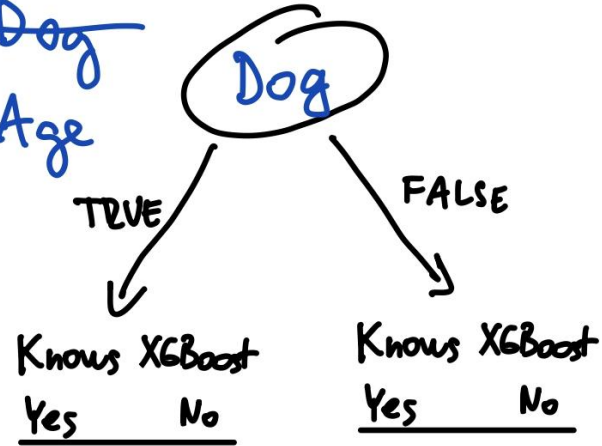 Dog
Age
Dog
TRUE
FALSE
Knows XGBoost
Yes No
Knows XGBoost
Yes No